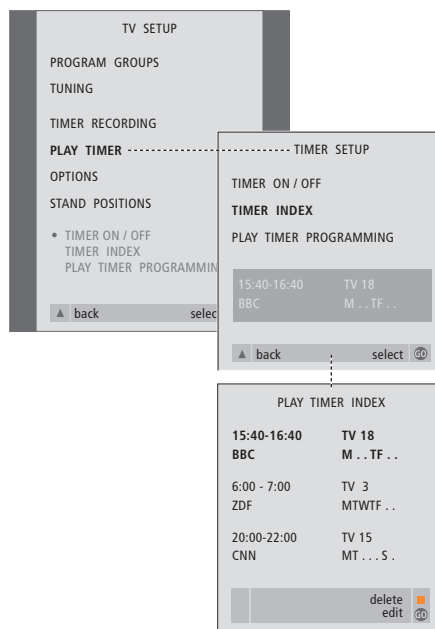 TV SETUP
PROGRAM GROUPS
TUNING
TIMER RECORDING
PLAY TIMER
OPTIONS
STAND POSITIONS
• TIMER ON / OFF
TIMER INDEX
PLAY TIMER PROGRAMMIN
▲ back selec
TIMER SETUP
TIMER ON / OFF
TIMER INDEX
PLAY TIMER PROGRAMMING
15:40-16:40 TV 18
BBC M . . TF . .
▲ back select GO
PLAY TIMER INDEX
15:40-16:40 TV 18
BBC M . . TF . .
6:00 - 7:00 TV 3
ZDF MTWTF . .
20:00-22:00 TV 15
CNN MT . . . S .
delete
edit GO